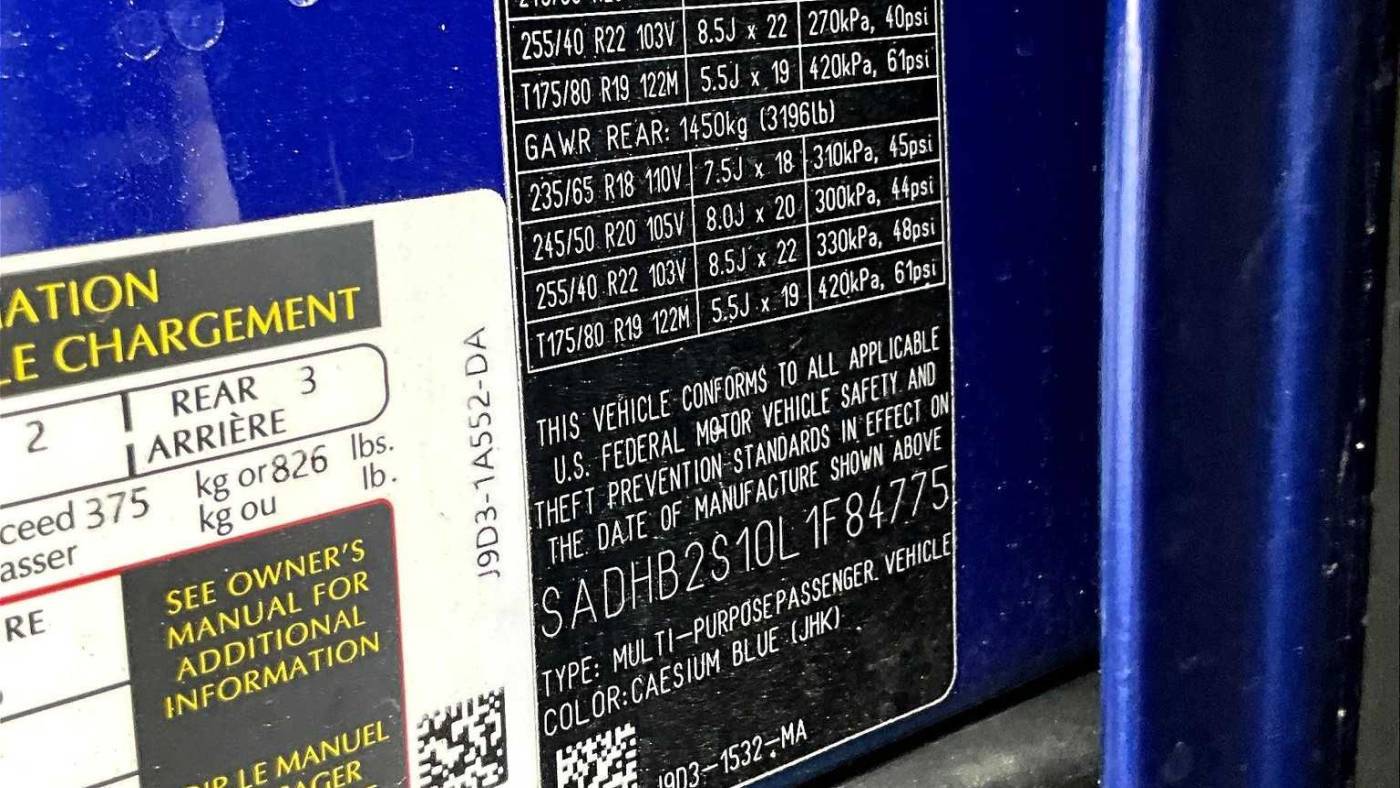 255/40 R22 103V 8.5J x 22 270kPa, 40psi
T175/80 R19 122M 5.5J x 19 420kPa, 61psi
GAWR REAR: 1450kg (3196lb)
235/65 R18 110V 7.5J x 18 310kPa, 45psi
245/50 R20 105V 8.0J x 20 300kPa, 44psi
255/40 R22 103V 8.5J x 22 330kPa, 48psi
T175/80 R19 122M 5.5J x 19 420kPa, 61psi
THIS VEHICLE CONFORMS TO ALL APPLICABLE
U.S. FEDERAL MOTOR VEHICLE SAFETY AND
THEFT PREVENTION STANDARDS IN EFFECT ON
THE DATE OF MANUFACTURE SHOWN ABOVE
SADHB2S10L1F84775
TYPE: MULTI-PURPOSE PASSENGER VEHICLE
COLOR: CAESIUM BLUE (JHK)
J9D3-1532-MA
ATION
LE CHARGEMENT
2 REAR 3
ARRIÈRE
ceed 375 kg or 826 lbs.
asser kg ou lb.
RE
SEE OWNER'S
MANUAL FOR
ADDITIONAL
INFORMATION
IR LE MANUEL
AGER
J9D3-1A552-DA